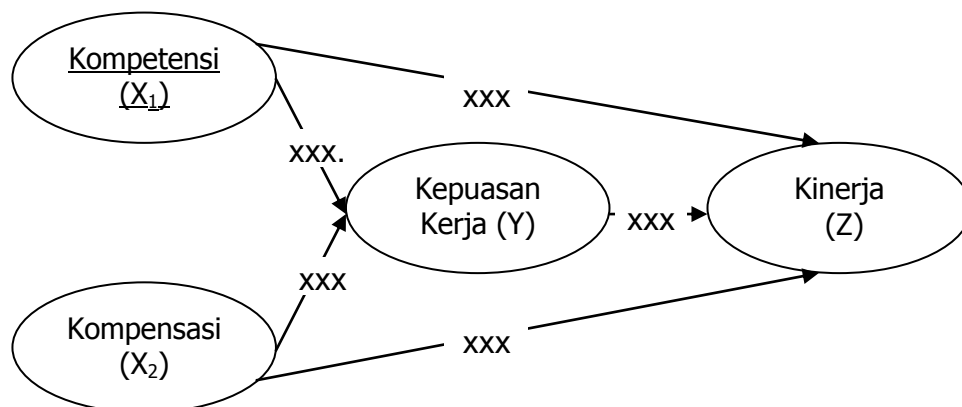 Kompetensi
(X₁)
xxx
xxx.
Kepuasan
Kerja (Y)
xxx
Kinerja
(Z)
xxx
Kompensasi
(X₂)
xxx